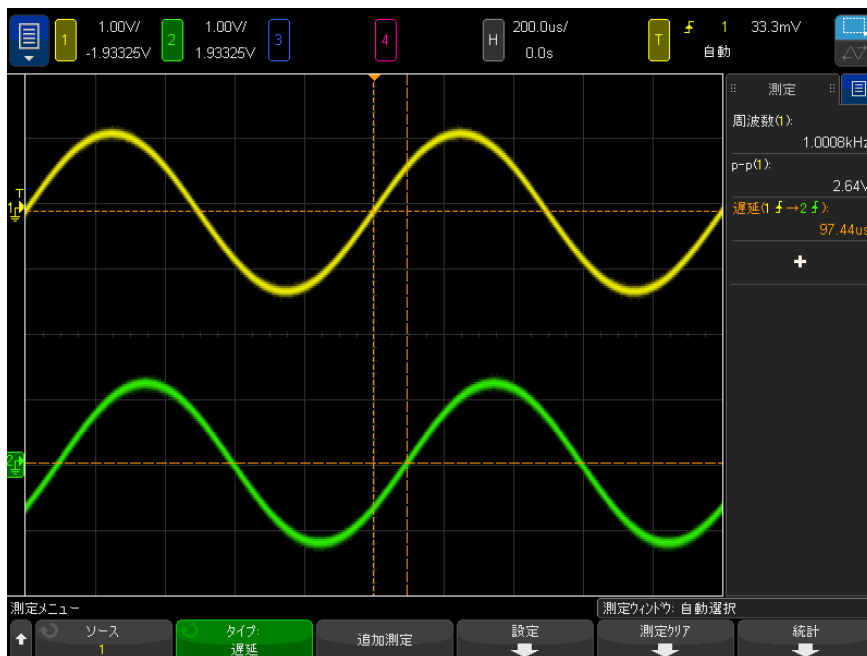 1 1.00V/ -1.93325V
2 1.00V/ 1.93325V
3
4
H 200.0us/ 0.0s
T 1 33.3mV 自動
測定
周波数(1):
1.0008kHz
p-p(1):
2.64V
遅延(1→2):
97.44us
+
T
1
2
測定メニュー
測定ウィンドウ: 自動選択
ソース
1
タイプ:
遅延
追加測定
設定
測定クリア
統計